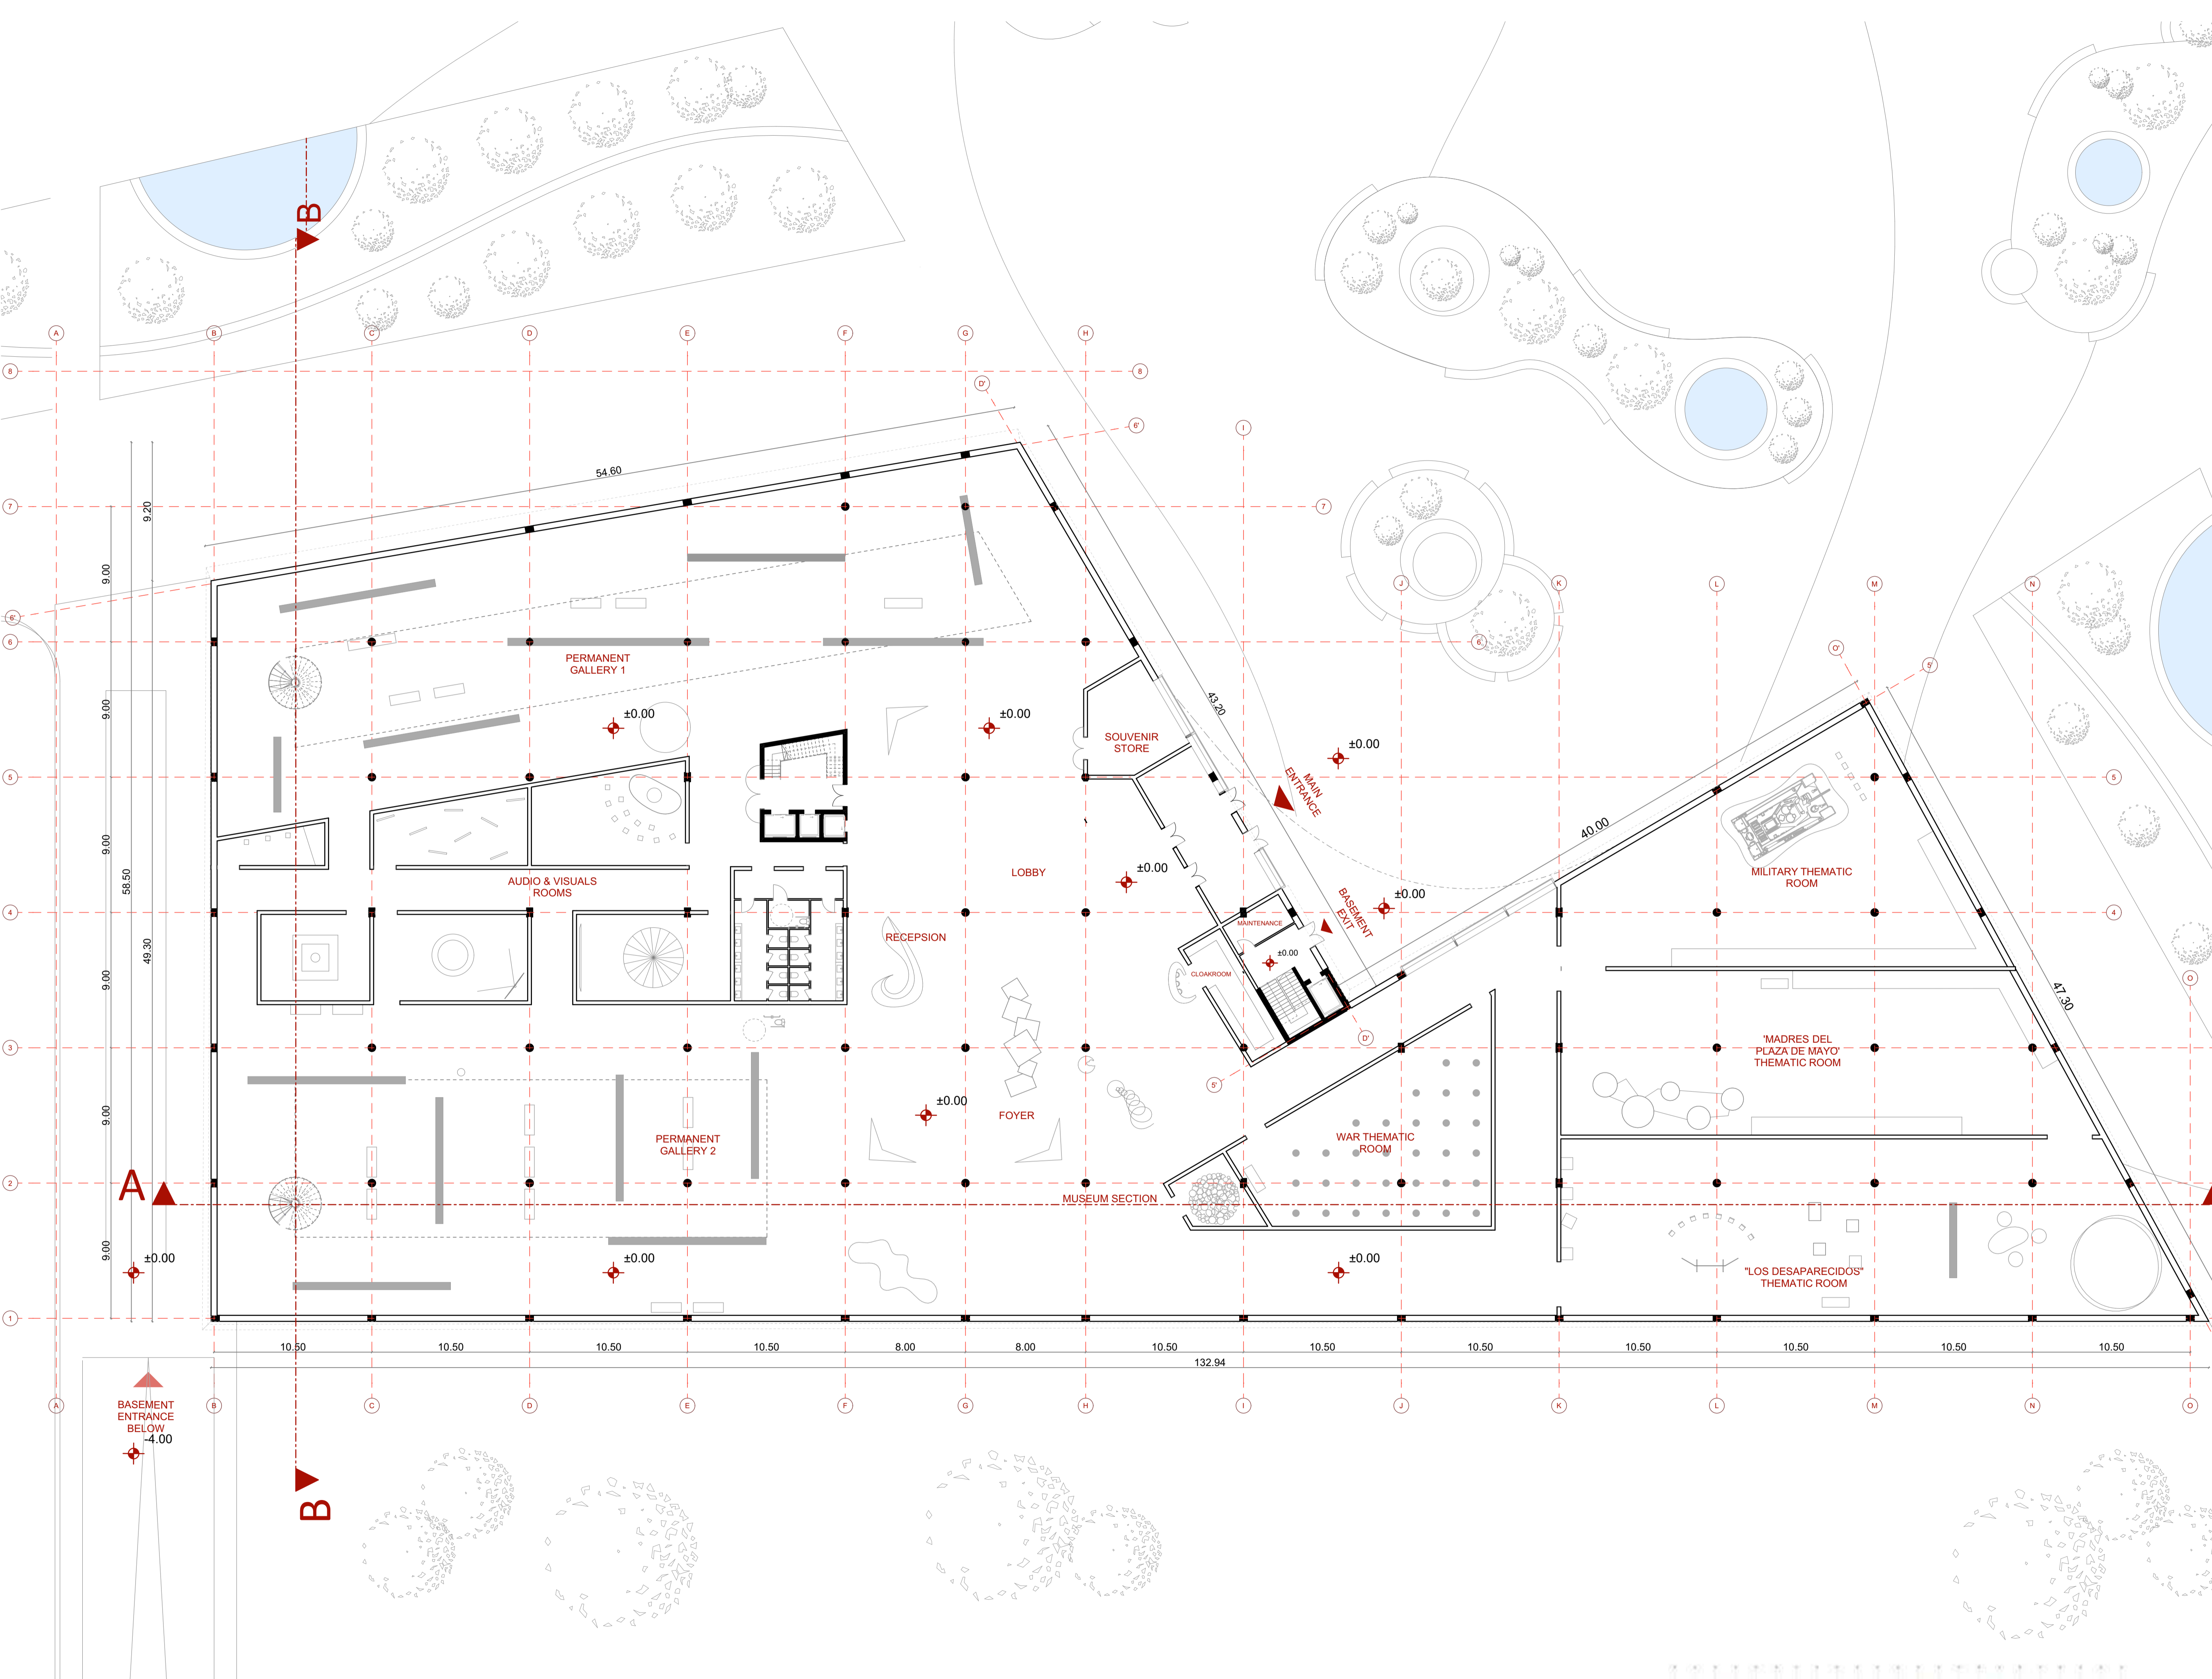 B
A
B
C
D
E
F
G
H
8
8
D'
6'
I
54.60
9.20
7
7
9.00
J
K
L
M
N
6'
6
6'
O'
PERMANENT
GALLERY 1
5'
9.00
43.20
±0.00
±0.00
SOUVENIR
STORE
±0.00
5
5
MAIN
ENTRANCE
40.00
9.00
58.50
LOBBY
±0.00
MILITARY THEMATIC
ROOM
AUDIO & VISUALS
ROOMS
±0.00
BASEMENT
EXIT
4
4
MAINTENANCE
RECEPSION
49.30
±0.00
CLOAKROOM
9.00
O
47.30
3
D'
'MADRES DEL
PLAZA DE MAYO'
THEMATIC ROOM
5'
±0.00
FOYER
9.00
PERMANENT
GALLERY 2
WAR THEMATIC
ROOM
2
A
MUSEUM SECTION
9.00
±0.00
±0.00
±0.00
"LOS DESAPARECIDOS"
THEMATIC ROOM
1
10.50
10.50
10.50
10.50
8.00
8.00
10.50
10.50
10.50
10.50
10.50
10.50
10.50
132.94
A
B
C
D
E
F
G
H
I
J
K
L
M
N
O
BASEMENT
ENTRANCE
BELOW
-4.00
B